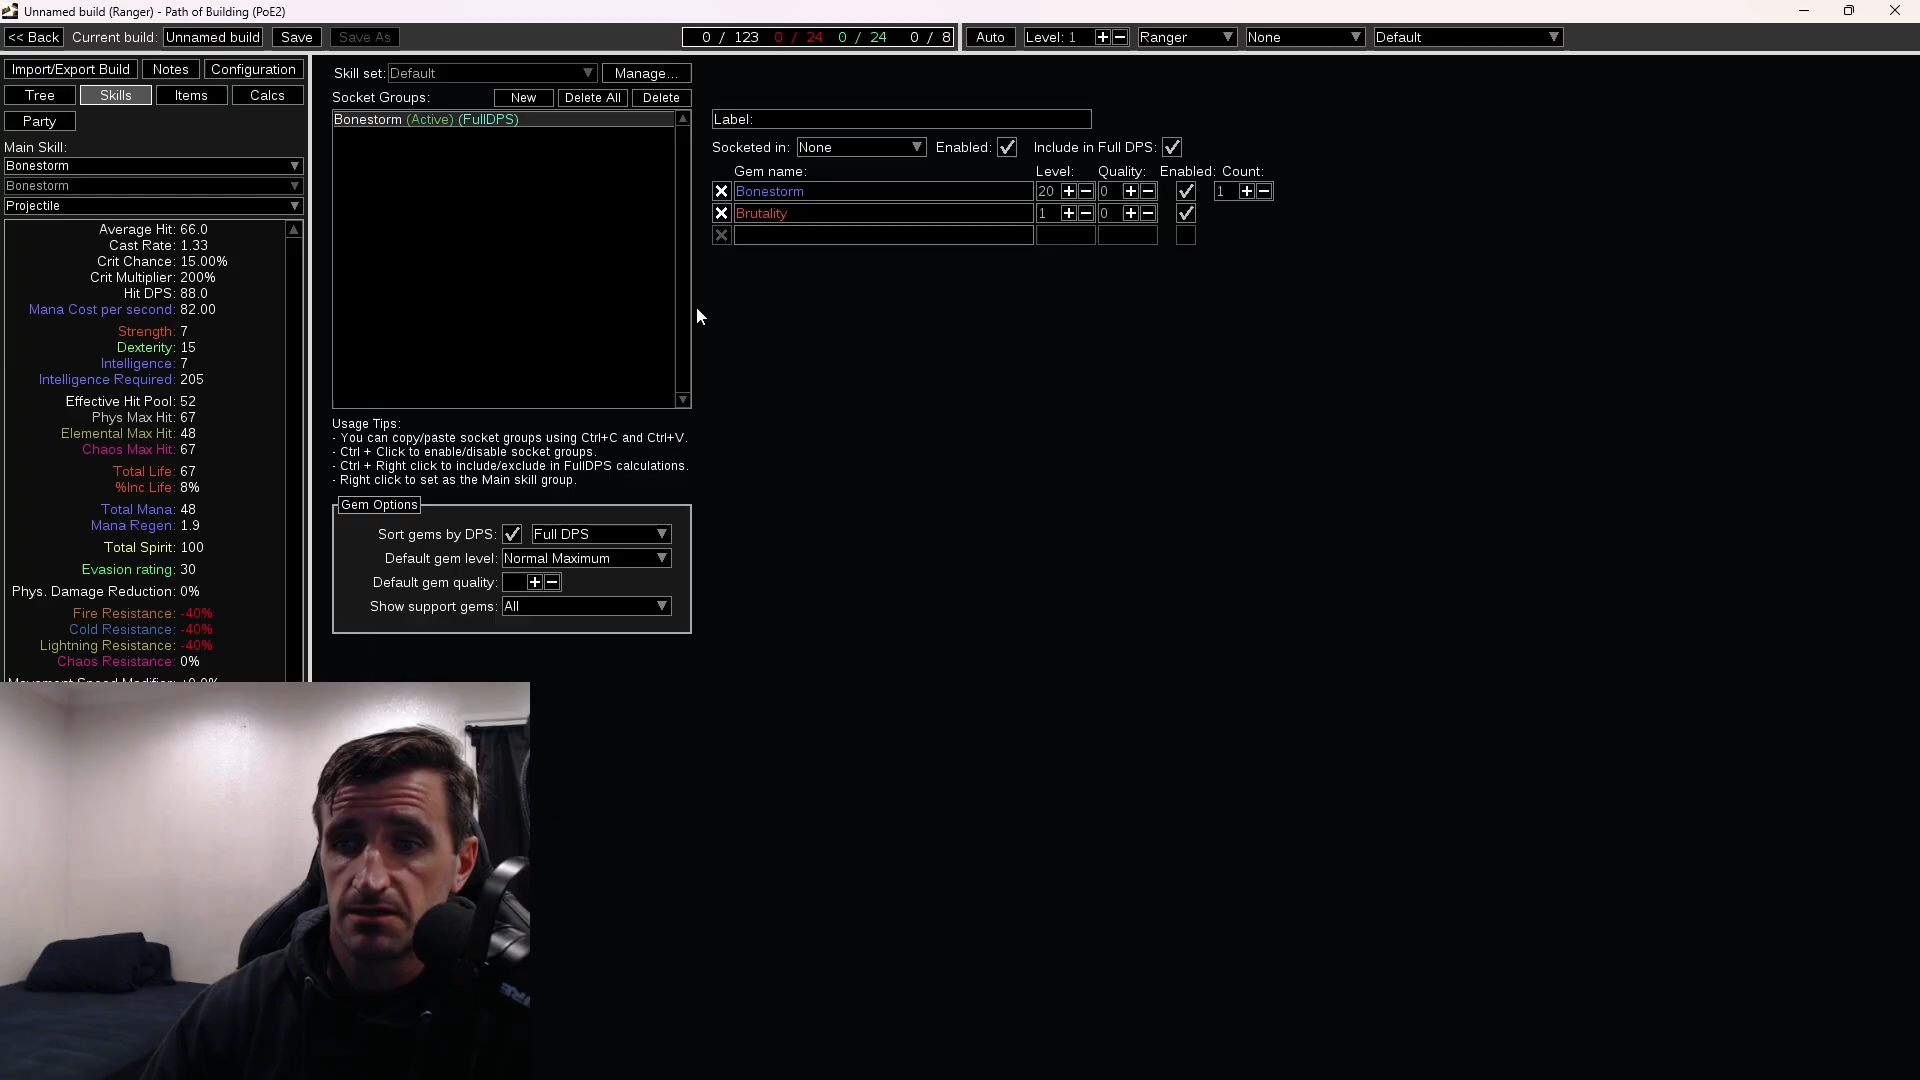 Unnamed build (Ranger) - Path of Building (PoE2)
<< Back Current build: Unnamed build Save Save As 0 / 123 0 / 24 0 / 24 0 / 8 Auto Level: 1 Ranger None Default
Import/Export Build Notes Configuration
Tree Skills Items Calcs
Party
Main Skill:
Bonestorm
Bonestorm
Projectile
Average Hit: 66.0
Cast Rate: 1.33
Crit Chance: 15.00%
Crit Multiplier: 200%
Hit DPS: 88.0
Mana Cost per second: 82.00
Strength: 7
Dexterity: 15
Intelligence: 7
Intelligence Required: 205
Effective Hit Pool: 52
Phys Max Hit: 67
Elemental Max Hit: 48
Chaos Max Hit: 67
Total Life: 67
%Inc Life: 8%
Total Mana: 48
Mana Regen: 1.9
Total Spirit: 100
Evasion rating: 30
Phys. Damage Reduction: 0%
Fire Resistance: -40%
Cold Resistance: -40%
Lightning Resistance: -40%
Chaos Resistance: 0%
Movement Speed Modifier: +0.0%
Skill set: Default Manage...
Socket Groups: New Delete All Delete
Bonestorm (Active) (FullDPS)
Usage Tips:
- You can copy/paste socket groups using Ctrl+C and Ctrl+V.
- Ctrl + Click to enable/disable socket groups.
- Ctrl + Right click to include/exclude in FullDPS calculations.
- Right click to set as the Main skill group.
Gem Options
Sort gems by DPS: Full DPS
Default gem level: Normal Maximum
Default gem quality:
Show support gems: All
Label:
Socketed in: None Enabled: Include in Full DPS:
Gem name: Level: Quality: Enabled: Count:
Bonestorm 20 0 1
Brutality 1 0